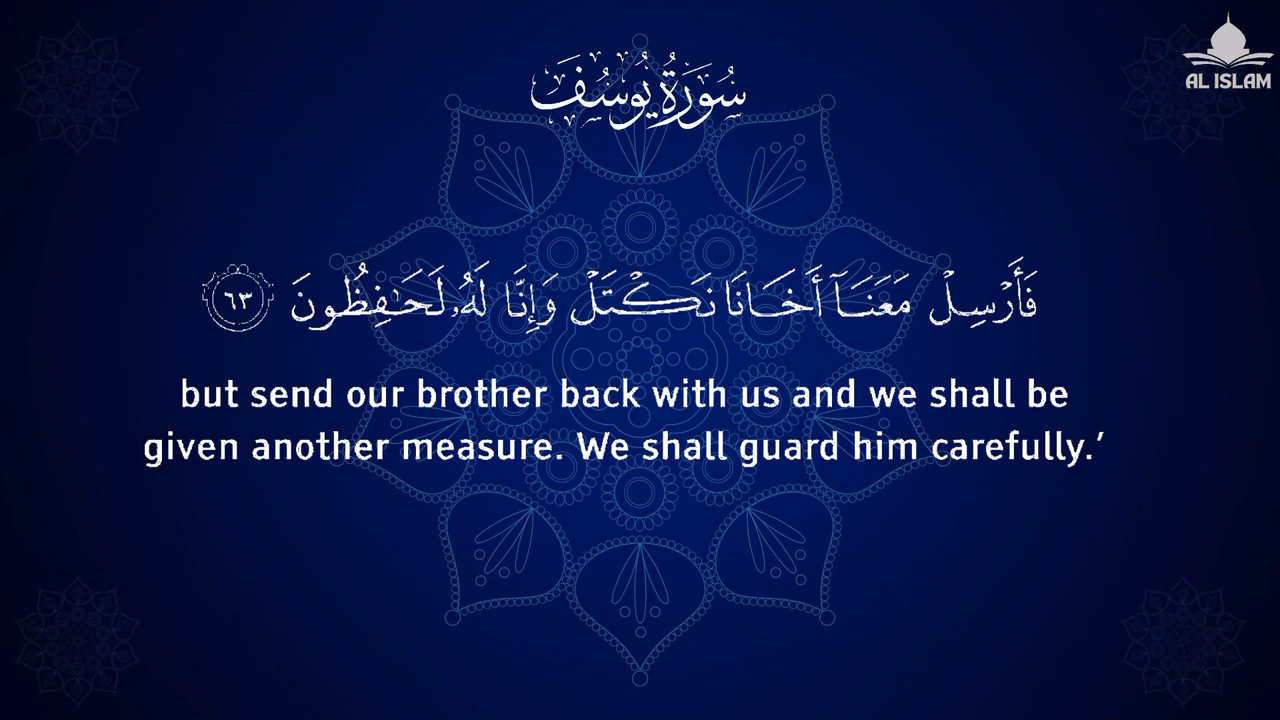 سُورَةُ يُوسُفَ
AL ISLAM
فَأَرْسِلْ مَعَنَآ أَخَانَا نَكْتَلْ وَإِنَّا لَهُۥ لَحَـٰفِظُونَ ٦٣
but send our brother back with us and we shall be
given another measure. We shall guard him carefully.’